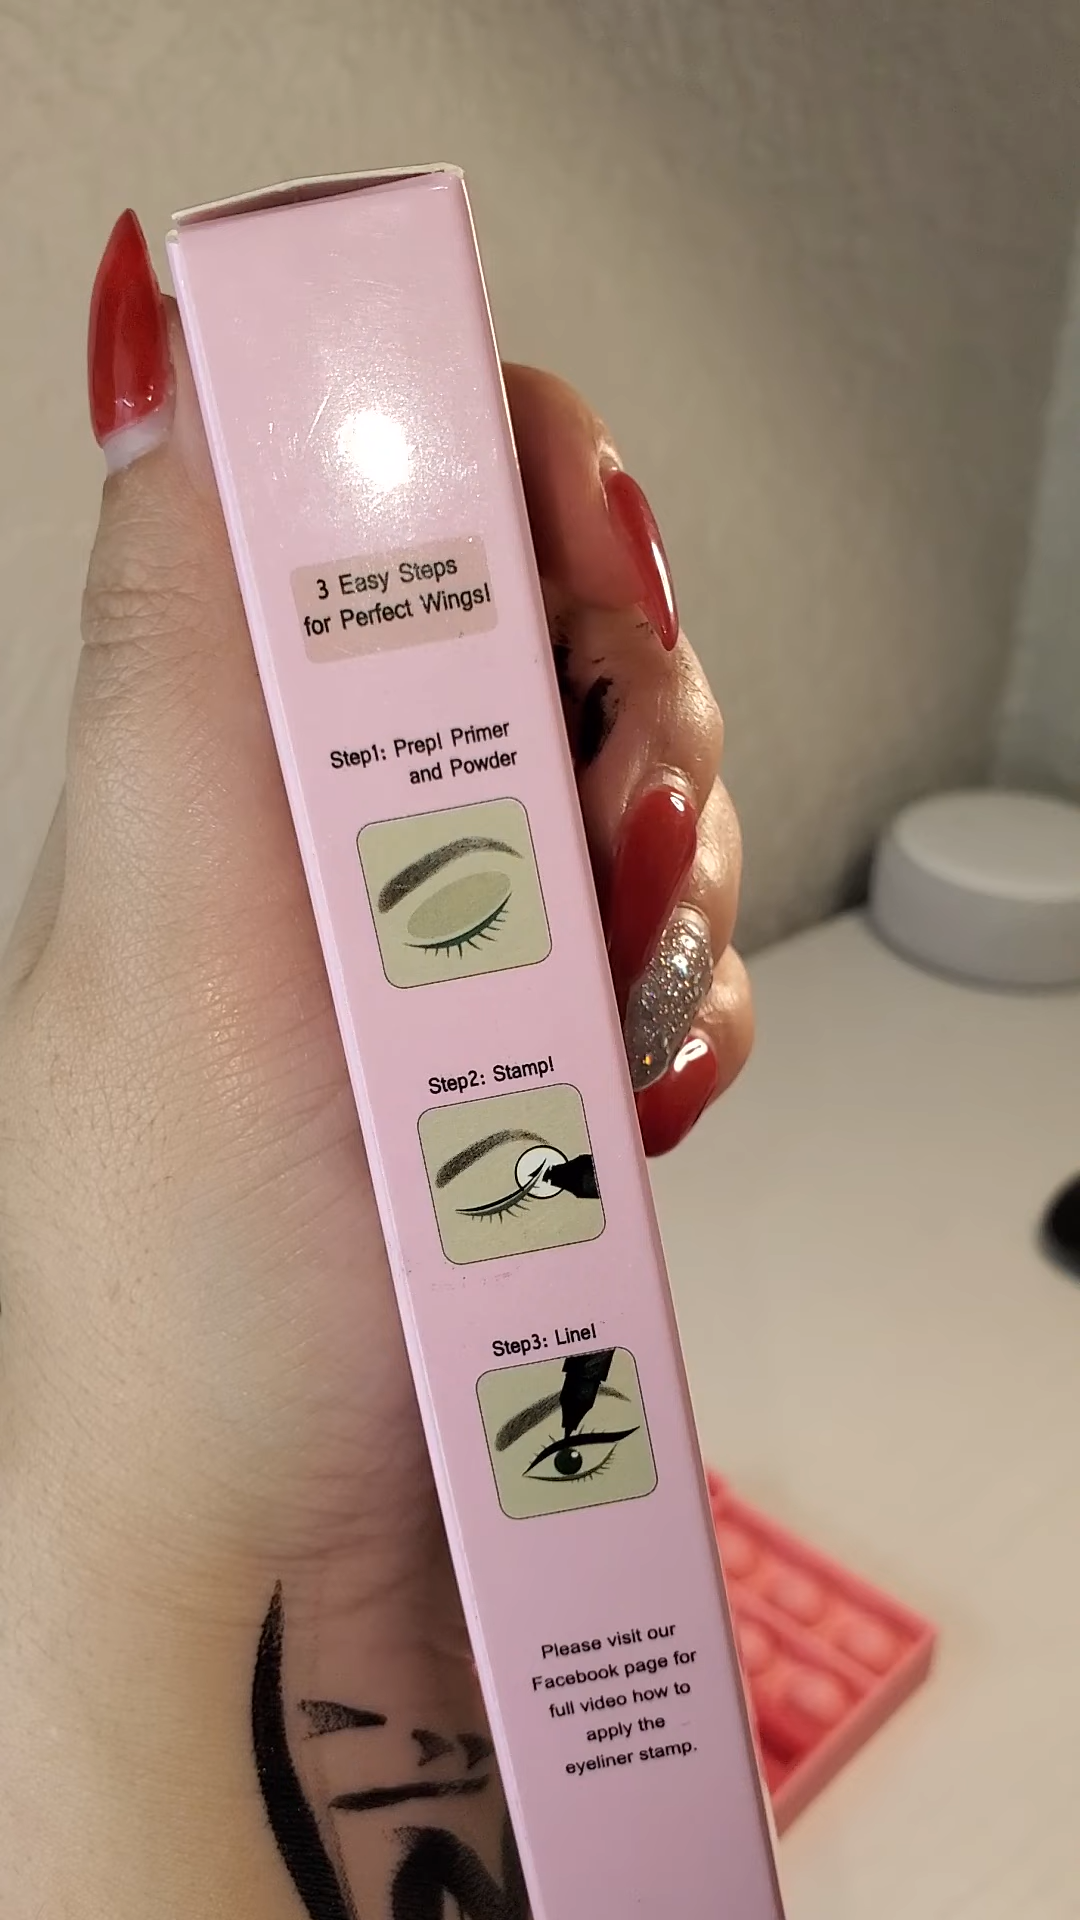 3 Easy Steps
for Perfect Wings!
Step1: Prep! Primer
and Powder
Step2: Stamp!
Step3: Line!
Please visit our
Facebook page for
full video how to
apply the
eyeliner stamp.